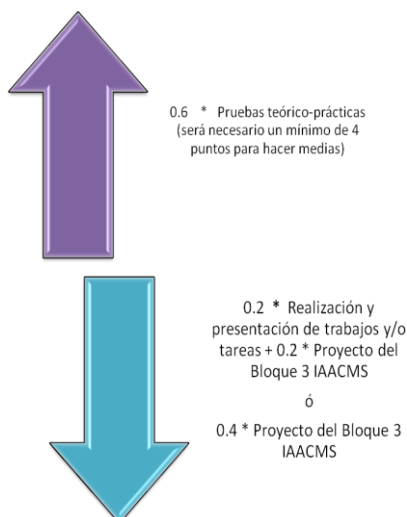 0.6 * Pruebas teórico-prácticas
(será necesario un mínimo de 4
puntos para hacer medias)
0.2 * Realización y
presentación de trabajos y/o
tareas + 0.2 * Proyecto del
Bloque 3 IAACMS
ó
0.4 * Proyecto del Bloque 3
IAACMS